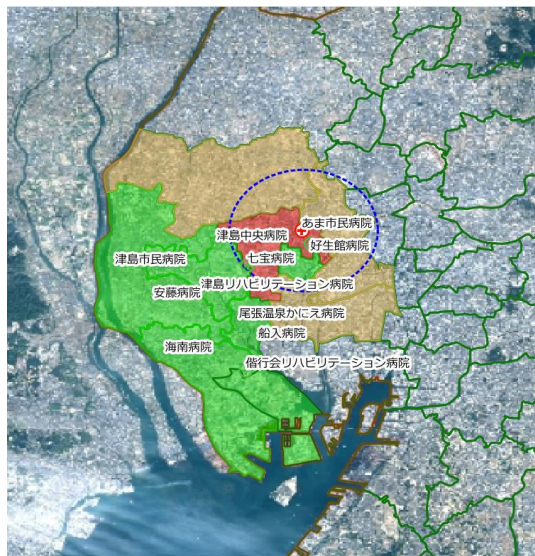 あま市民病院
津島中央病院
好生館病院
津島市民病院
七宝病院
津島リハビリテーション病院
安藤病院
尾張温泉かにえ病院
船入病院
海南病院
偕行会リハビリテーション病院